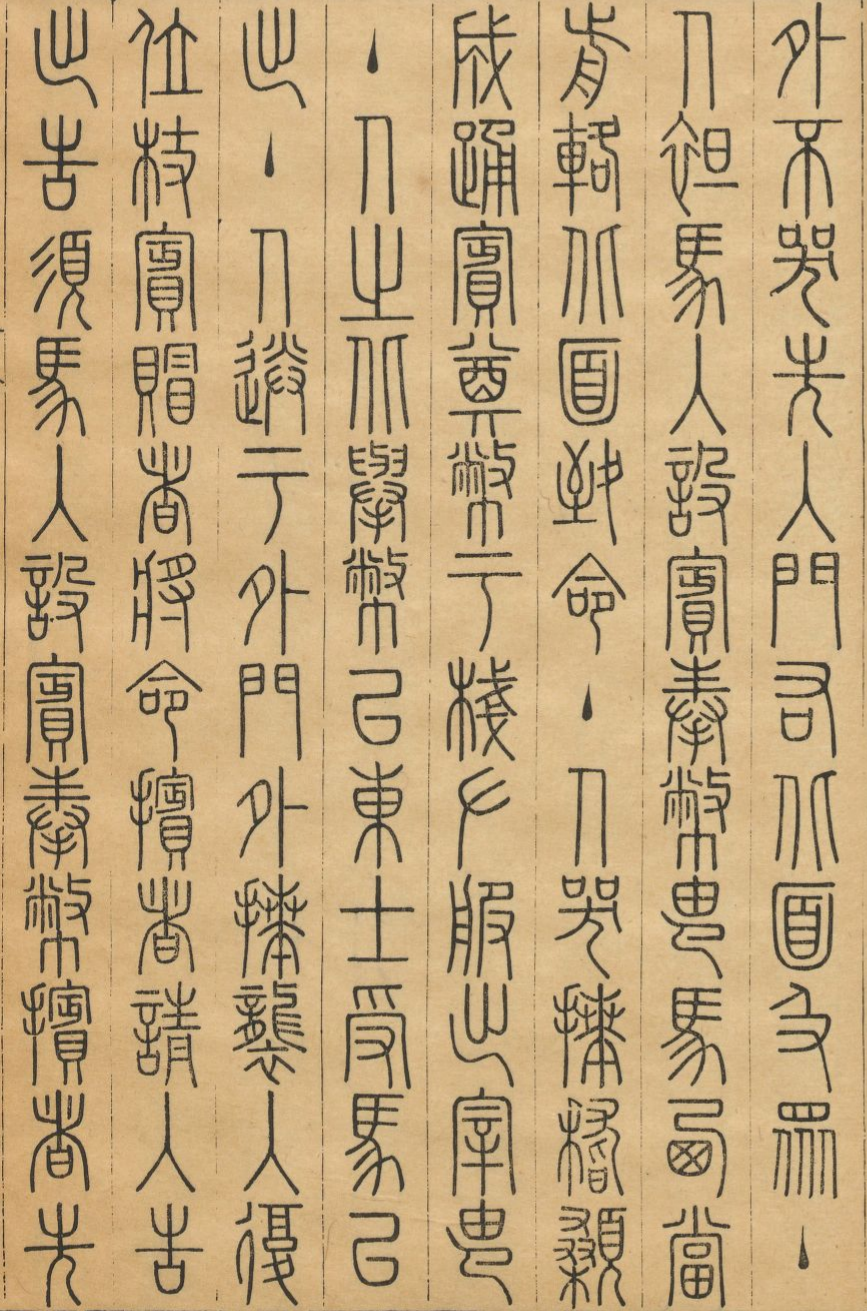 外不哭先入門右北面及眾主
人袒馬入設賓奉幣由馬西當
前輅北面致命主人哭拜稽顙
成踊賓奠幣于棧左服出宰由
主人之北舉幣以東士受馬以
出主人送于外門外拜襲入復
位杖賓賵者將命擯者請入告
出告須馬入設賓奉幣擯者先